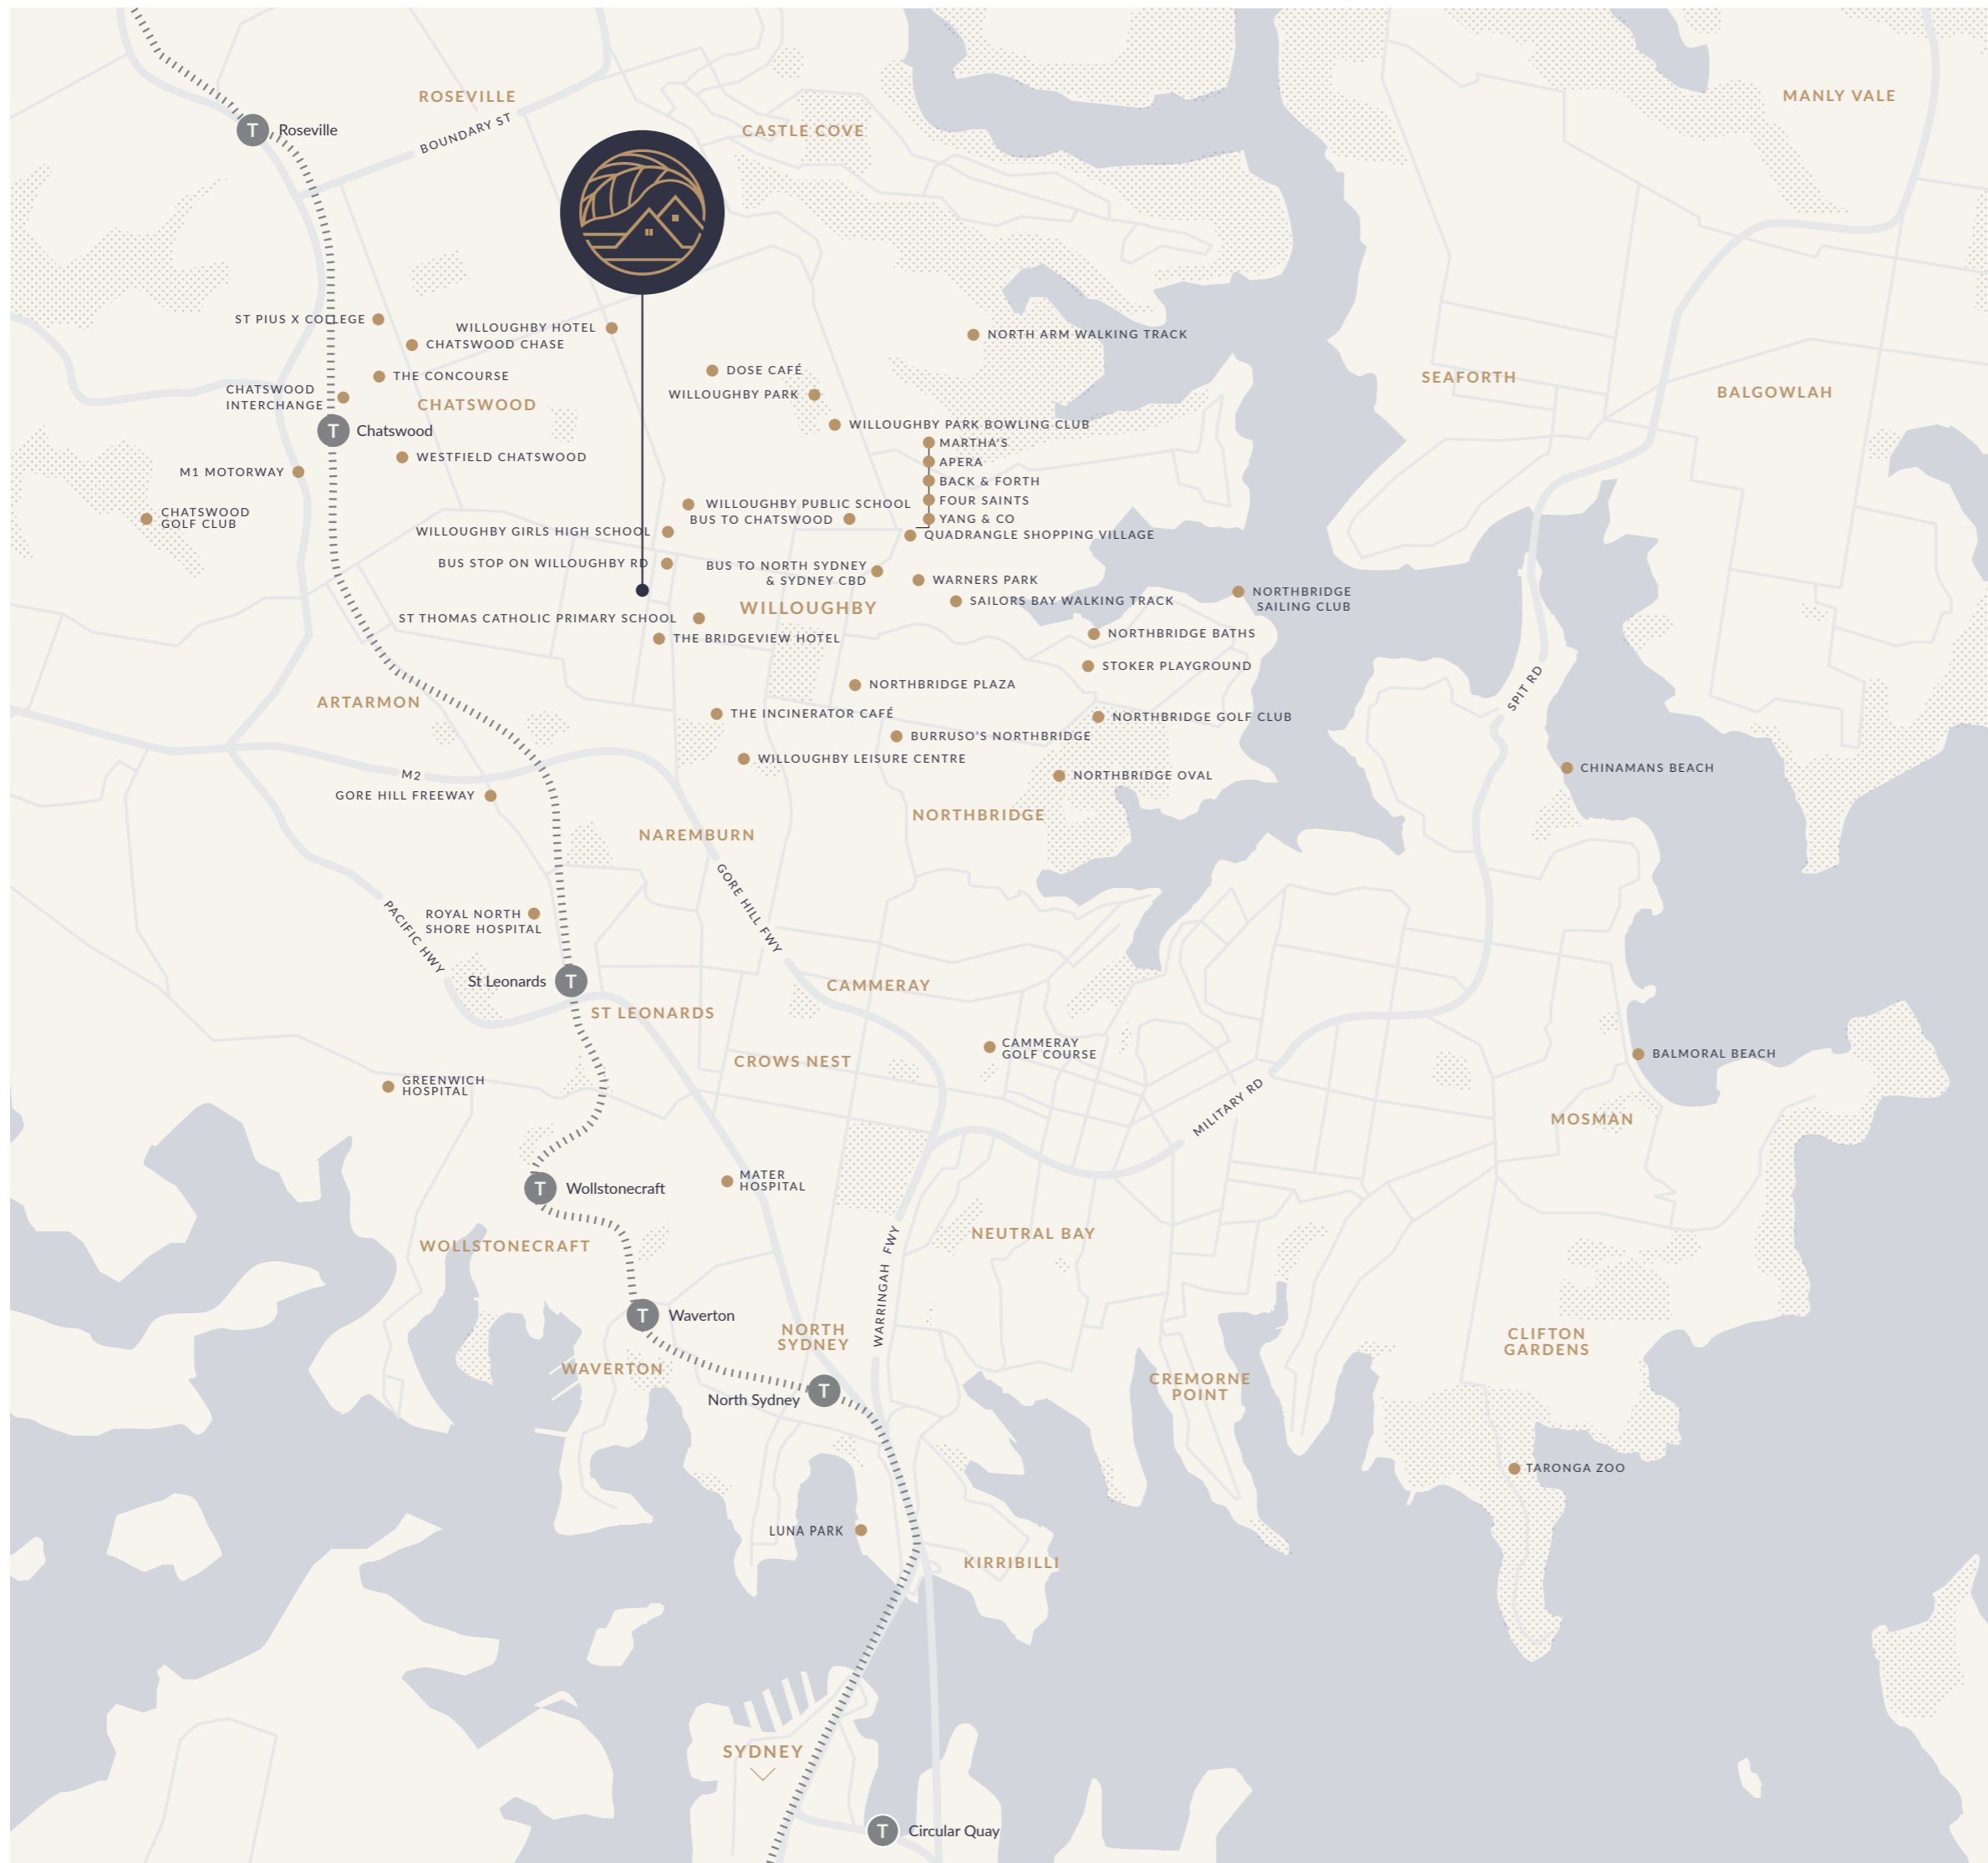 ROSEVILLE
MANLY VALE
BOUNDARY ST
T
Roseville
CASTLE COVE
ST PIUS X COLLEGE
WILLOUGHBY HOTEL
CHATSWOOD CHASE
NORTH ARM WALKING TRACK
DOSE CAFÉ
THE CONCOURSE
SEAFORTH
CHATSWOOD
INTERCHANGE
WILLOUGHBY PARK
BALGOWLAH
CHATSWOOD
T
Chatswood
WILLOUGHBY PARK BOWLING CLUB
MARTHA'S
WESTFIELD CHATSWOOD
APERA
M1 MOTORWAY
BACK & FORTH
FOUR SAINTS
WILLOUGHBY PUBLIC SCHOOL
CHATSWOOD
GOLF CLUB
BUS TO CHATSWOOD
YANG & CO
WILLOUGHBY GIRLS HIGH SCHOOL
QUADRANGLE SHOPPING VILLAGE
BUS STOP ON WILLOUGHBY RD
BUS TO NORTH SYDNEY
& SYDNEY CBD
WARNERS PARK
NORTHBRIDGE
SAILING CLUB
SAILORS BAY WALKING TRACK
WILLOUGHBY
ST THOMAS CATHOLIC PRIMARY SCHOOL
THE BRIDGEVIEW HOTEL
NORTHBRIDGE BATHS
STOKER PLAYGROUND
NORTHBRIDGE PLAZA
SPIT RD
ARTARMON
THE INCINERATOR CAFÉ
NORTHBRIDGE GOLF CLUB
BURRUSO'S NORTHBRIDGE
WILLOUGHBY LEISURE CENTRE
CHINAMANS BEACH
M2
NORTHBRIDGE OVAL
GORE HILL FREEWAY
NORTHBRIDGE
NAREMBURN
GORE HILL FWY
ROYAL NORTH
SHORE HOSPITAL
PACIFIC HWY
St Leonards
T
CAMMERAY
ST LEONARDS
CAMMERAY
GOLF COURSE
BALMORAL BEACH
CROWS NEST
GREENWICH
HOSPITAL
MILITARY RD
MOSMAN
MATER
HOSPITAL
T
Wollstonecraft
NEUTRAL BAY
WOLLSTONECRAFT
WARRINGAH FWY
T
Waverton
NORTH
SYDNEY
CLIFTON
GARDENS
WAVERTON
CREMORNE
POINT
North Sydney
T
TARONGA ZOO
LUNA PARK
KIRRIBILLI
SYDNEY
T
Circular Quay